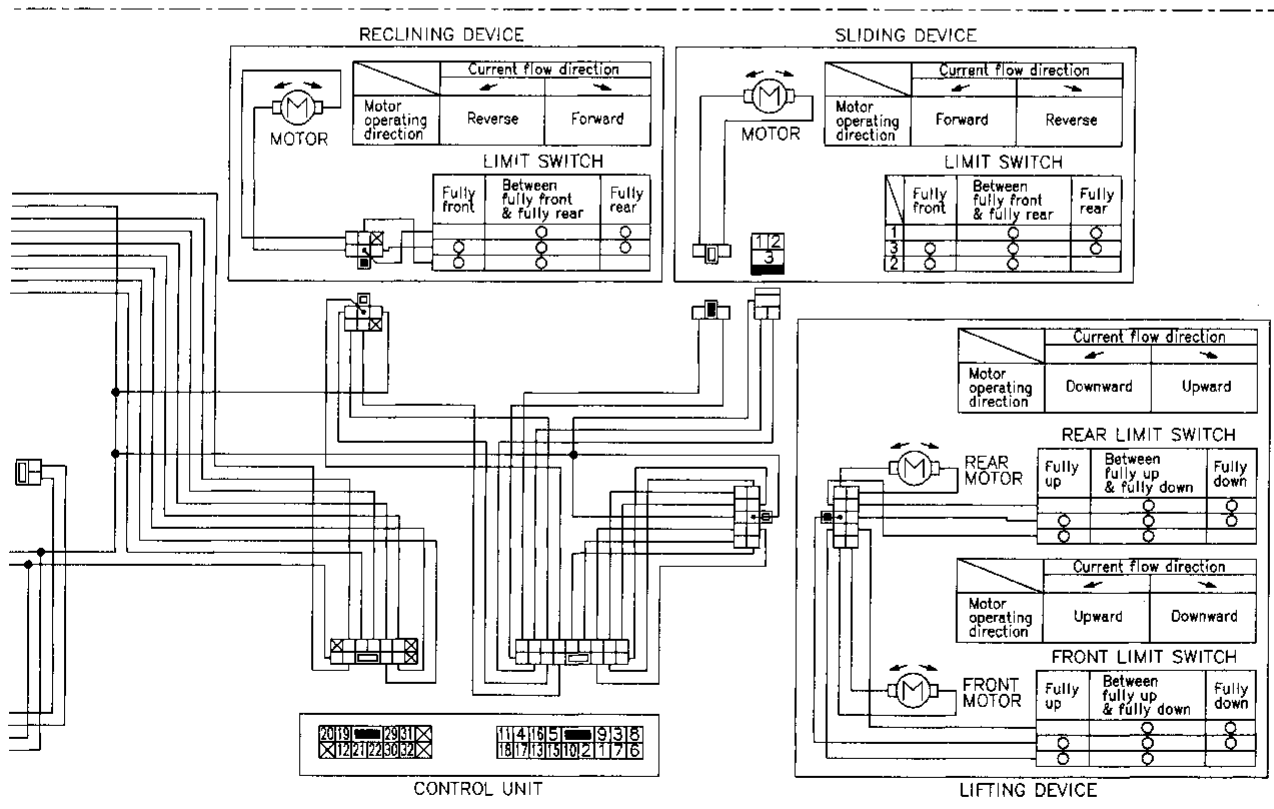 RECLINING DEVICE
Current flow direction
Motor operating direction
Reverse
Forward
M
MOTOR
LIMIT SWITCH
Fully front
Between fully front & fully rear
Fully rear
SLIDING DEVICE
Current flow direction
Motor operating direction
Forward
Reverse
M
MOTOR
LIMIT SWITCH
Fully front
Between fully front & fully rear
Fully rear
1
3
2
1 2
3
Current flow direction
Motor operating direction
Downward
Upward
REAR LIMIT SWITCH
M
REAR MOTOR
Fully up
Between fully up & fully down
Fully down
Current flow direction
Motor operating direction
Upward
Downward
FRONT LIMIT SWITCH
M
FRONT MOTOR
Fully up
Between fully up & fully down
Fully down
LIFTING DEVICE
20 19 29 31
12 21 22 30 32
11 4 16 5 9 3 8
18 17 13 15 10 2 1 7 6
CONTROL UNIT